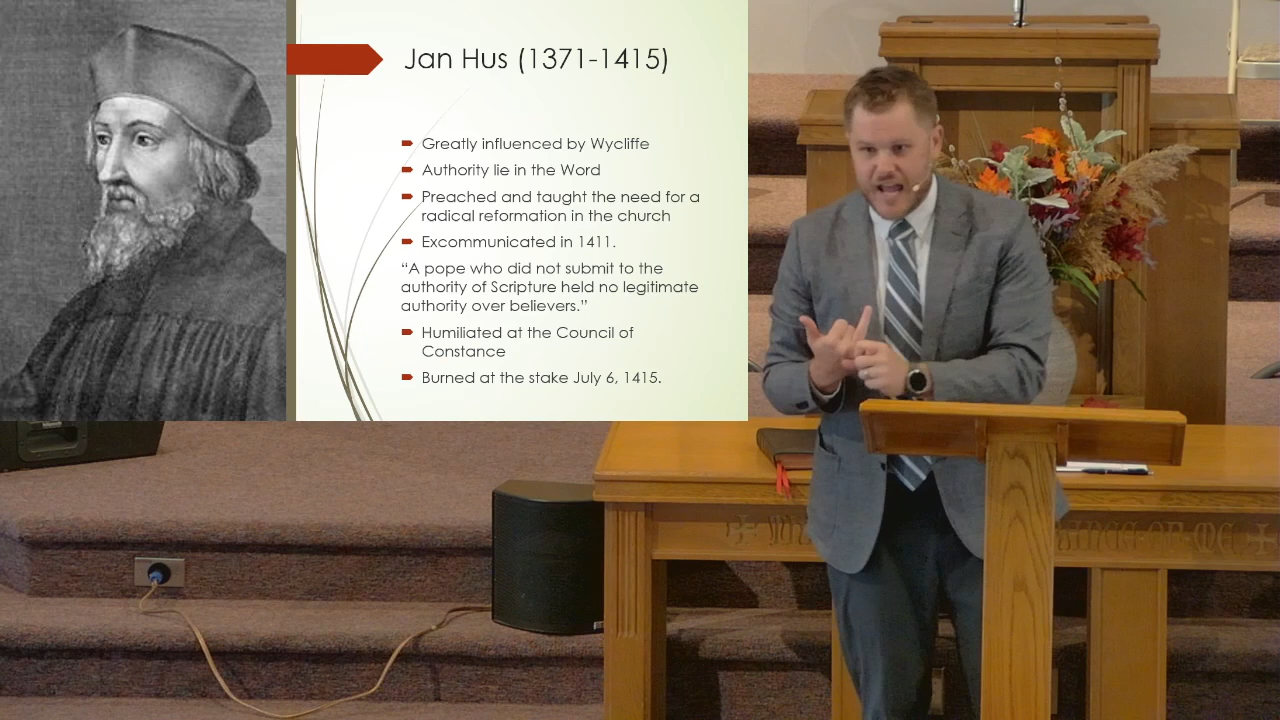 Jan Hus (1371-1415)
Greatly influenced by Wycliffe
Authority lie in the Word
Preached and taught the need for a
radical reformation in the church
Excommunicated in 1411.
“A pope who did not submit to the
authority of Scripture held no legitimate
authority over believers.”
Humiliated at the Council of
Constance
Burned at the stake July 6, 1415.
OF·ME